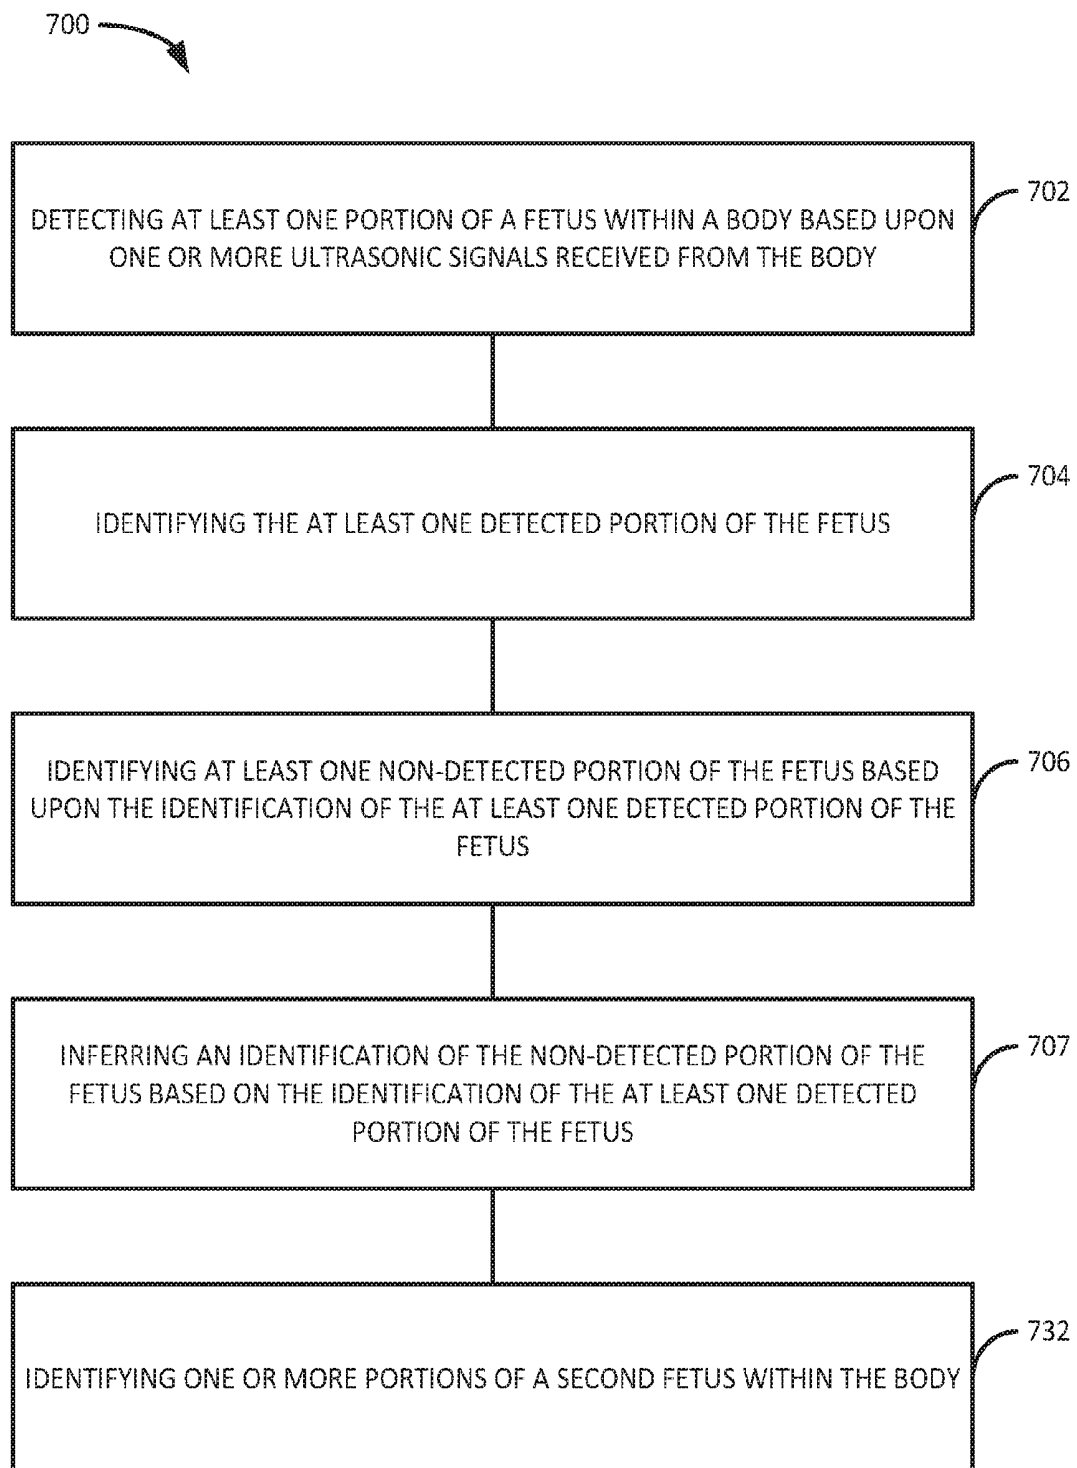 700
DETECTING AT LEAST ONE PORTION OF A FETUS WITHIN A BODY BASED UPON
ONE OR MORE ULTRASONIC SIGNALS RECEIVED FROM THE BODY
702
IDENTIFYING THE AT LEAST ONE DETECTED PORTION OF THE FETUS
704
IDENTIFYING AT LEAST ONE NON-DETECTED PORTION OF THE FETUS BASED
UPON THE IDENTIFICATION OF THE AT LEAST ONE DETECTED PORTION OF THE
FETUS
706
INFERRING AN IDENTIFICATION OF THE NON-DETECTED PORTION OF THE
FETUS BASED ON THE IDENTIFICATION OF THE AT LEAST ONE DETECTED
PORTION OF THE FETUS
707
IDENTIFYING ONE OR MORE PORTIONS OF A SECOND FETUS WITHIN THE BODY
732